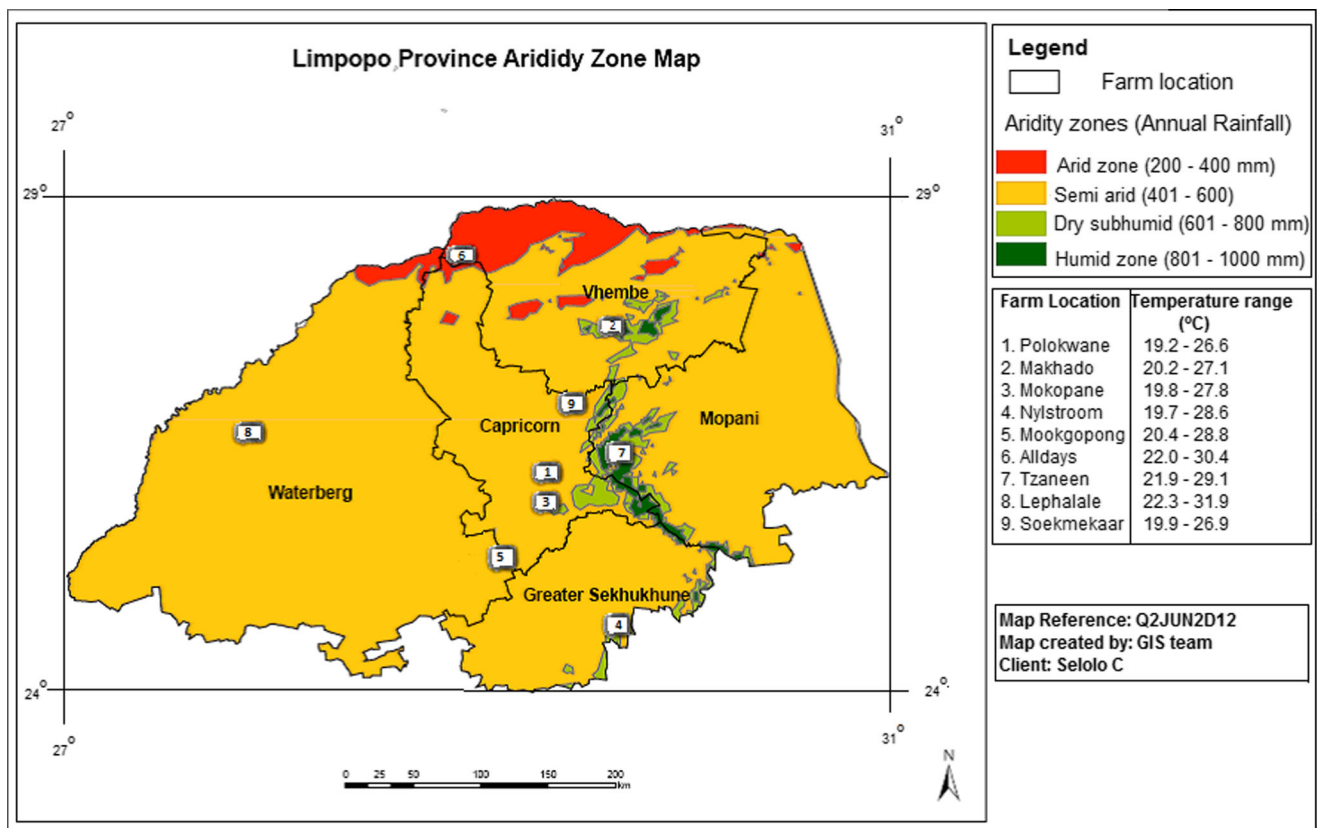 Limpopo Province Arididy Zone Map
27°
31°
29°
29°
6
Vhembe
2
9
Capricorn
Mopani
8
7
1
Waterberg
3
5
Greater Sekhukhune
4
24°
24°
27°
31°
N
0 25 50 100 150 200
km
Legend
Farm location
Aridity zones (Annual Rainfall)
Arid zone (200 - 400 mm)
Semi arid (401 - 600)
Dry subhumid (601 - 800 mm)
Humid zone (801 - 1000 mm)
Farm Location Temperature range
(ºC)
1. Polokwane 19.2 - 26.6
2. Makhado 20.2 - 27.1
3. Mokopane 19.8 - 27.8
4. Nylstroom 19.7 - 28.6
5. Mookgopong 20.4 - 28.8
6. Alldays 22.0 - 30.4
7. Tzaneen 21.9 - 29.1
8. Lephalale 22.3 - 31.9
9. Soekmekaar 19.9 - 26.9
Map Reference: Q2JUN2D12
Map created by: GIS team
Client: Selolo C